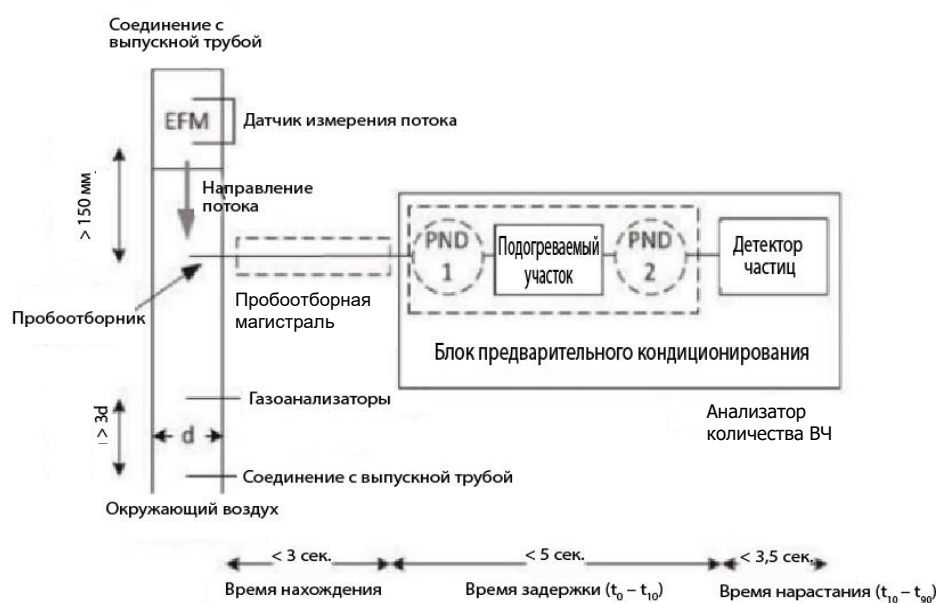 Соединение с
выпускной трубой
EFM
Датчик измерения потока
> 150 мм
Направление
потока
PND
1
Подогреваемый
участок
PND
2
Детектор
частиц
Пробоотборник
Пробоотборная
магистраль
Блок предварительного кондиционирования
Газоанализаторы
Анализатор
количества ВЧ
> 3d
d
Соединение с выпускной трубой
Окружающий воздух
< 3 сек.
< 5 сек.
< 3,5 сек.
Время нахождения
Время задержки (t0 – t10)
Время нарастания (t10 – t90)